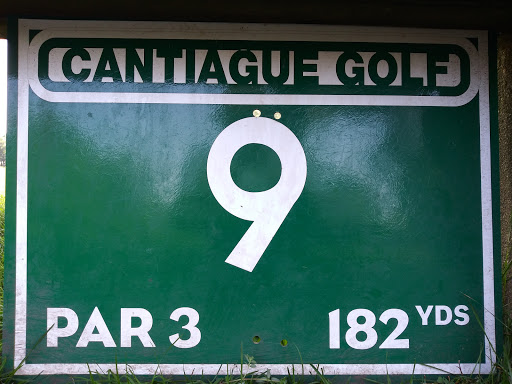 CANTIAGUE GOLF
9
PAR 3 182 YDS